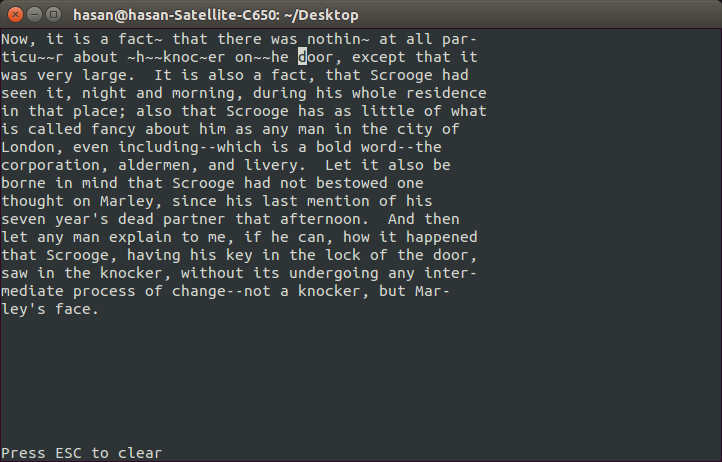 hasan@hasan-Satellite-C650: ~/Desktop
Now, it is a fact~ that there was nothin~ at all par-
ticu~~r about ~h~~knoc~er on~~he door, except that it
was very large.  It is also a fact, that Scrooge had
seen it, night and morning, during his whole residence
in that place; also that Scrooge has as little of what
is called fancy about him as any man in the city of
London, even including--which is a bold word--the
corporation, aldermen, and livery.  Let it also be
borne in mind that Scrooge had not bestowed one
thought on Marley, since his last mention of his
seven year's dead partner that afternoon.  And then
let any man explain to me, if he can, how it happened
that Scrooge, having his key in the lock of the door,
saw in the knocker, without its undergoing any inter-
mediate process of change--not a knocker, but Mar-
ley's face.
Press ESC to clear